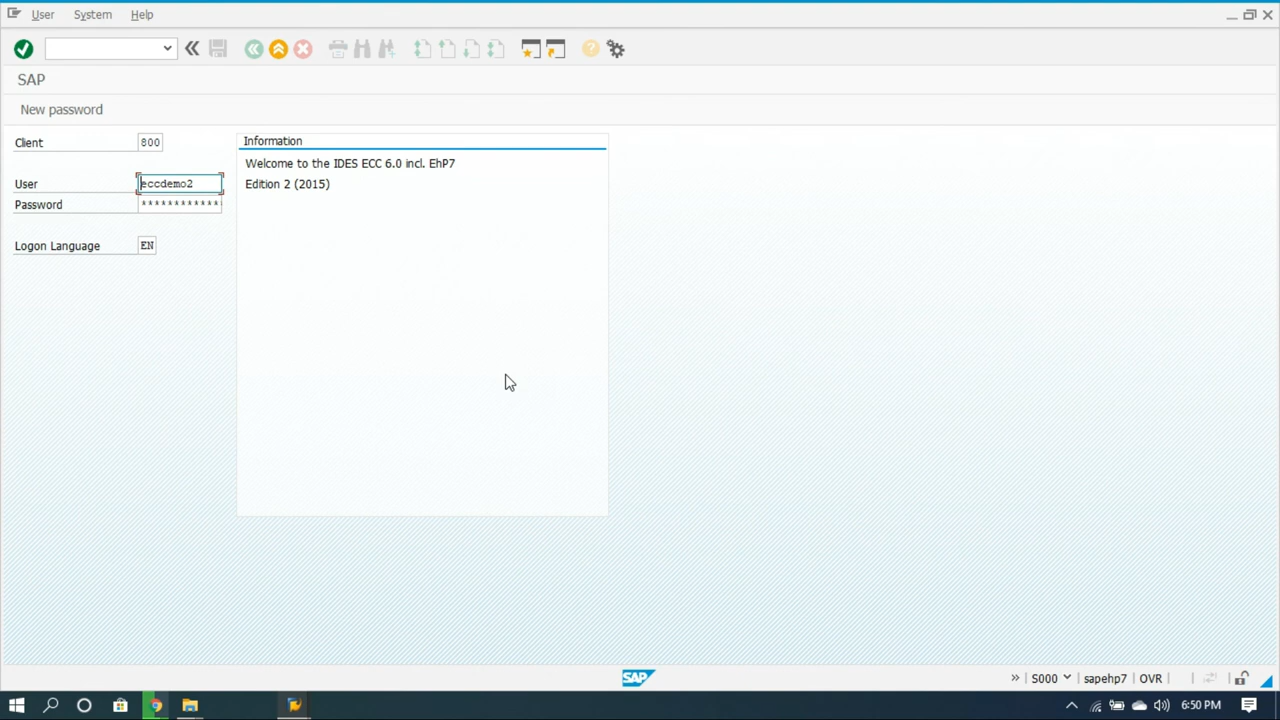 User System Help
SAP
New password
Client 800
Information
Welcome to the IDES ECC 6.0 incl. EhP7
User eccdemo2
Edition 2 (2015)
Password ************
Logon Language EN
SAP
S000 sapehp7 OVR
6:50 PM